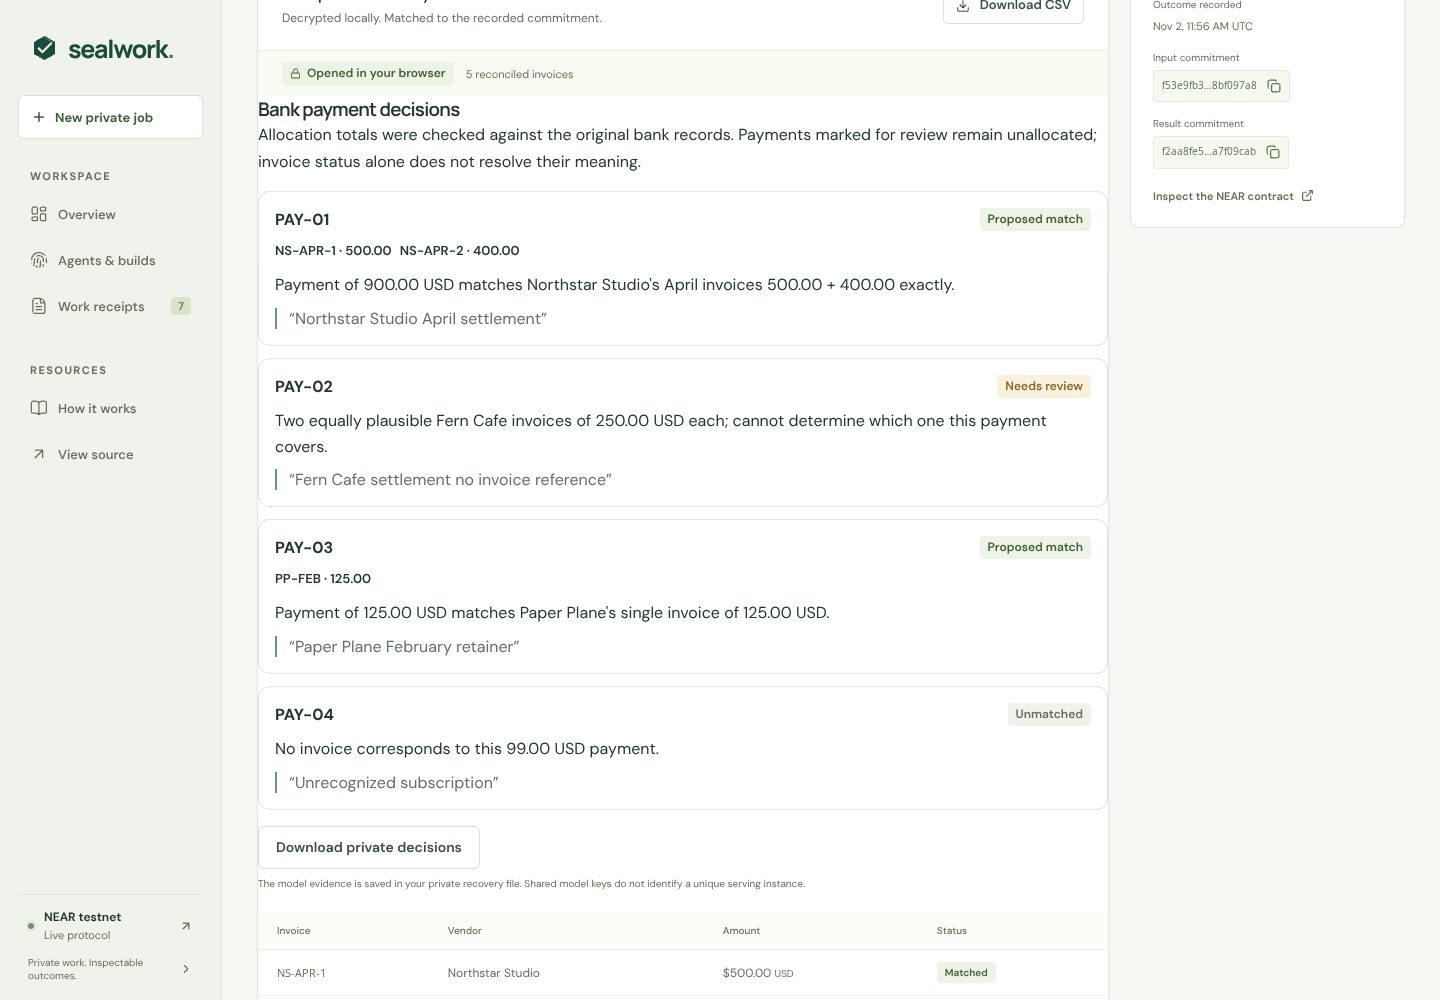 sealwork.
New private job
WORKSPACE
Overview
Agents & builds
Work receipts 7
RESOURCES
How it works
View source
NEAR testnet
Live protocol
Private work. Inspectable
outcomes.
Decrypted locally. Matched to the recorded commitment.
Download CSV
Opened in your browser 5 reconciled invoices
Bank payment decisions
Allocation totals were checked against the original bank records. Payments marked for review remain unallocated;
invoice status alone does not resolve their meaning.
PAY-01 Proposed match
NS-APR-1 · 500.00 NS-APR-2 · 400.00
Payment of 900.00 USD matches Northstar Studio's April invoices 500.00 + 400.00 exactly.
“Northstar Studio April settlement”
PAY-02 Needs review
Two equally plausible Fern Cafe invoices of 250.00 USD each; cannot determine which one this payment
covers.
“Fern Cafe settlement no invoice reference”
PAY-03 Proposed match
PP-FEB · 125.00
Payment of 125.00 USD matches Paper Plane's single invoice of 125.00 USD.
“Paper Plane February retainer”
PAY-04 Unmatched
No invoice corresponds to this 99.00 USD payment.
“Unrecognized subscription”
Download private decisions
The model evidence is saved in your private recovery file. Shared model keys do not identify a unique serving instance.
Invoice Vendor Amount Status
NS-APR-1 Northstar Studio $500.00 USD Matched
Outcome recorded
Nov 2, 11:56 AM UTC
Input commitment
f53e9fb3...8bf097a8
Result commitment
f2aa8fe5...a7f09cab
Inspect the NEAR contract